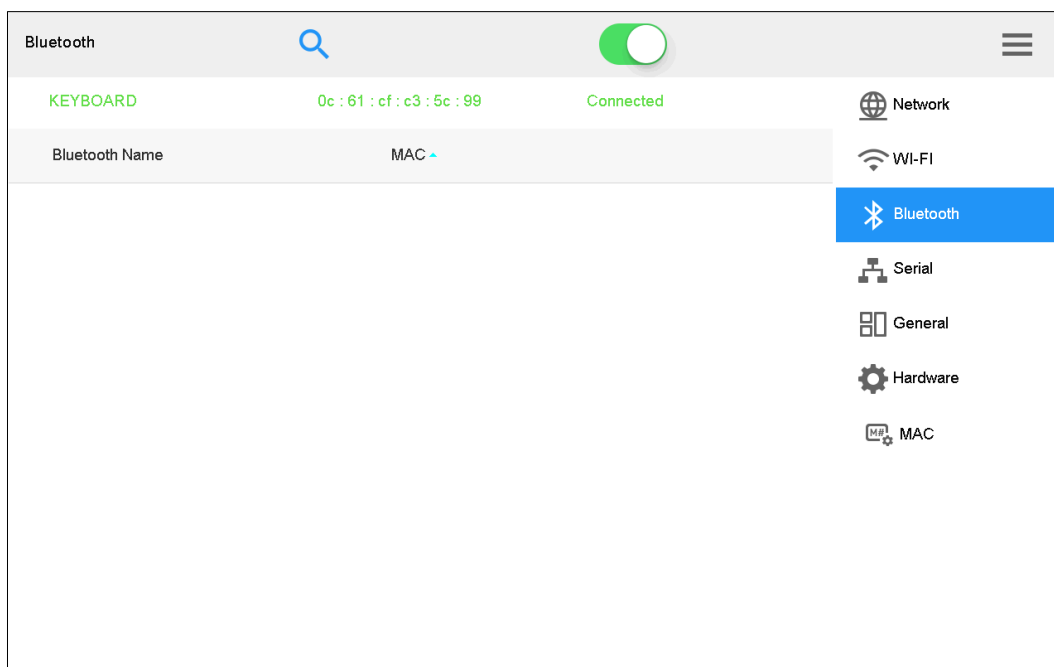 Bluetooth
KEYBOARD 0c : 61 : cf : c3 : 5c : 99 Connected
Bluetooth Name MAC
Network
WI-FI
Bluetooth
Serial
General
Hardware
M# MAC